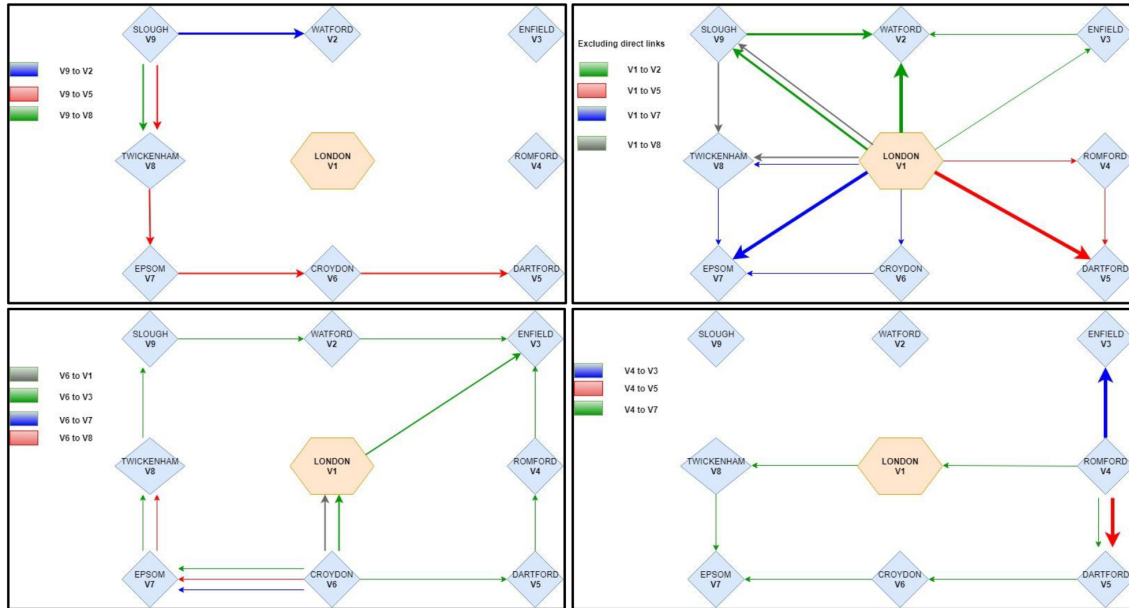 SLOUGH
V9
WATFORD
V2
ENFIELD
V3
V9 to V2
V9 to V5
V9 to V8
TWICKENHAM
V8
LONDON
V1
ROMFORD
V4
EPSOM
V7
CROYDON
V6
DARTFORD
V5
SLOUGH
V9
WATFORD
V2
ENFIELD
V3
Excluding direct links
V1 to V2
V1 to V5
V1 to V7
V1 to V8
TWICKENHAM
V8
LONDON
V1
ROMFORD
V4
EPSOM
V7
CROYDON
V6
DARTFORD
V5
SLOUGH
V9
WATFORD
V2
ENFIELD
V3
V6 to V1
V6 to V3
V6 to V7
V6 to V8
TWICKENHAM
V8
LONDON
V1
ROMFORD
V4
EPSOM
V7
CROYDON
V6
DARTFORD
V5
SLOUGH
V9
WATFORD
V2
ENFIELD
V3
V4 to V3
V4 to V5
V4 to V7
TWICKENHAM
V8
LONDON
V1
ROMFORD
V4
EPSOM
V7
CROYDON
V6
DARTFORD
V5